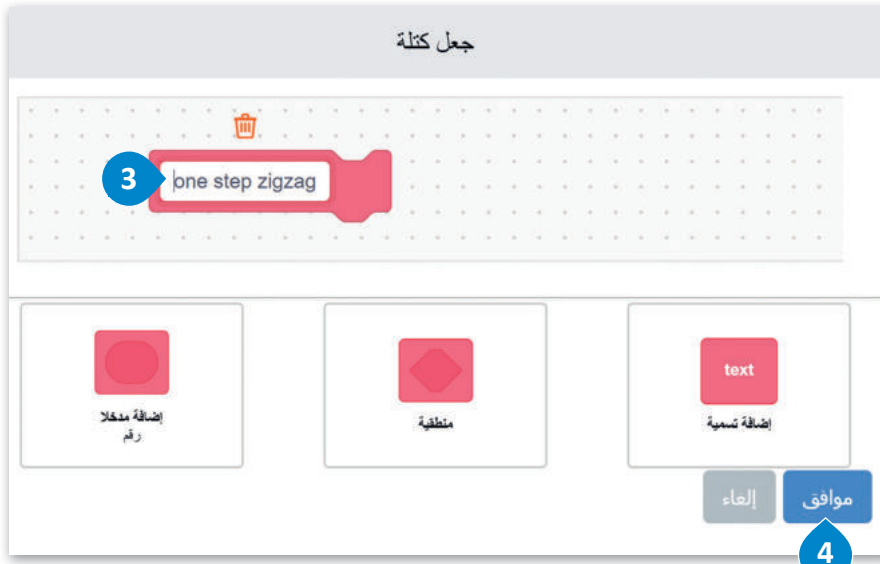 جعل كتلة
3
one step zigzag
text
إضافة تسمية
منطقية
إضافة مدخلا
رقم
موافق
إلغاء
4